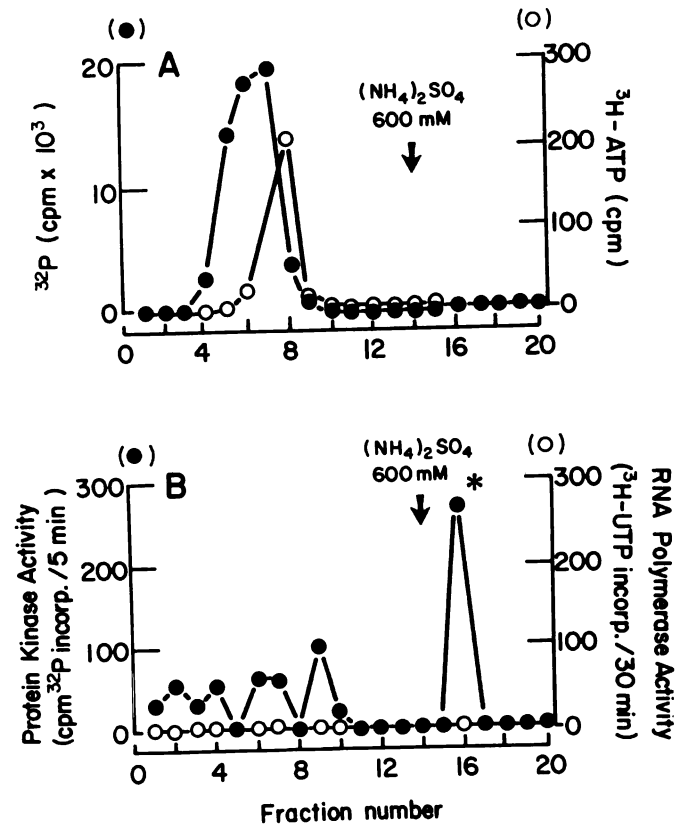 (●) (○)
A
20
10
0
³²P (cpm x 10³)
(NH₄)₂SO₄
600 mM
300
200
100
0
³H-ATP (cpm)
0 4 8 12 16 20
(●) (○)
B
300
200
100
0
Protein Kinase Activity
(cpm ³²P incorp./5 min)
(NH₄)₂SO₄
600 mM
*
300
200
100
0
RNA Polymerase Activity
(³H-UTP incorp./30 min)
0 4 8 12 16 20
Fraction number